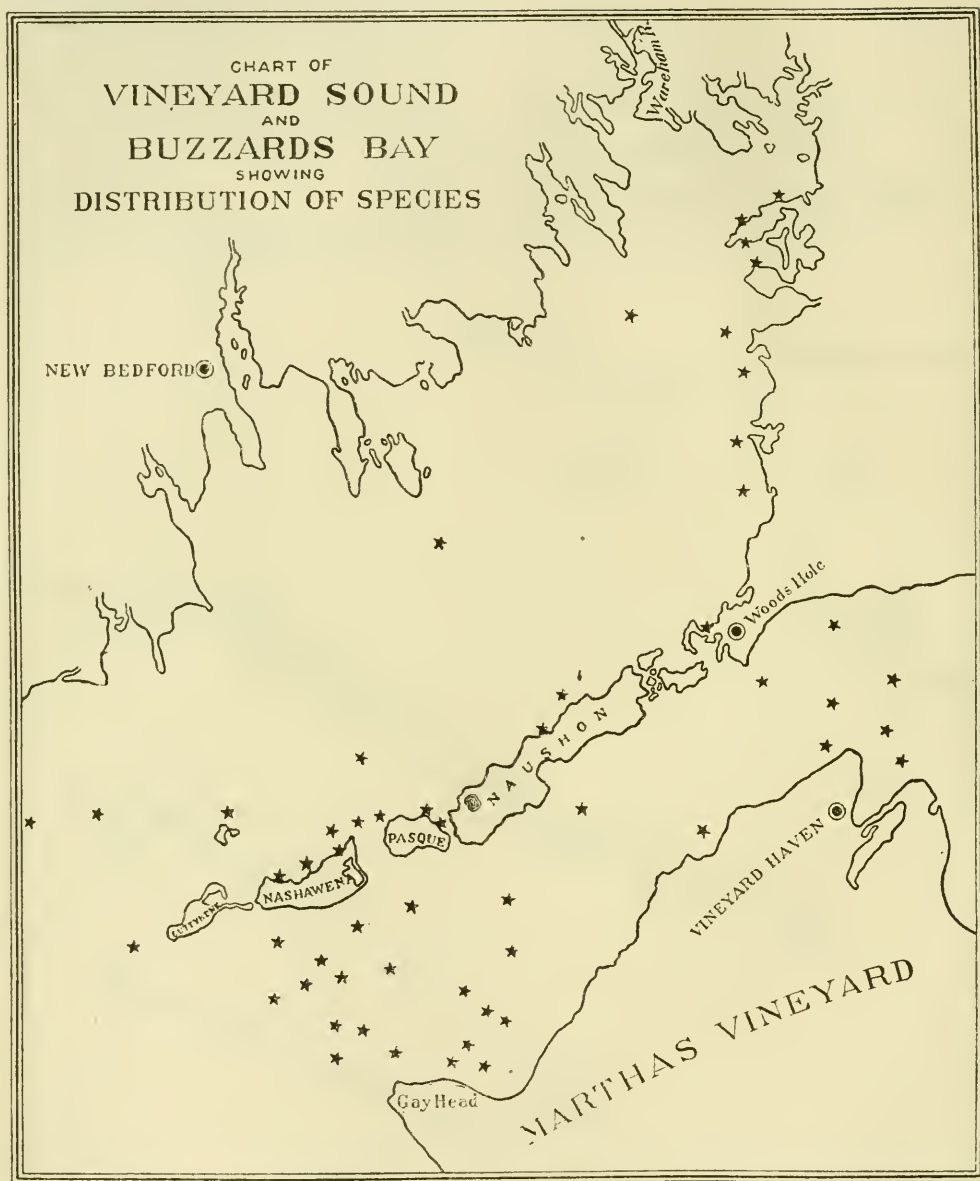 CHART OF
VINEYARD SOUND
AND
BUZZARDS BAY
SHOWING
DISTRIBUTION OF SPECIES
Wareham R.
NEW BEDFORD
Woods Hole
NAUSHON
PASQUE
NASHAWENA
CUTTYHUNK
VINEYARD HAVEN
MARTHAS VINEYARD
Gay Head